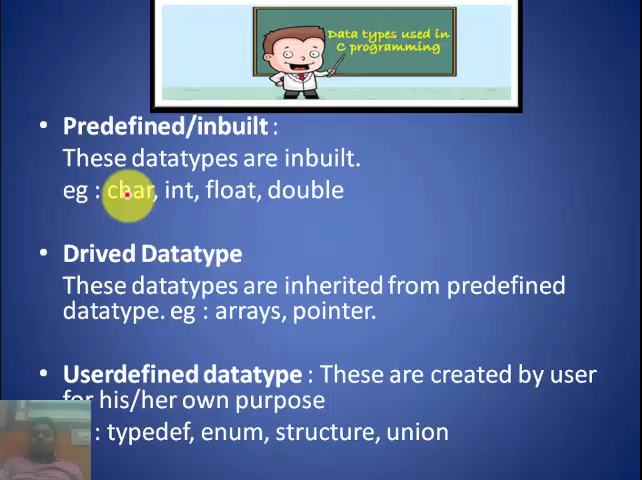 Data types used in
C programming
• Predefined/inbuilt :
These datatypes are inbuilt.
eg : char, int, float, double
• Drived Datatype
These datatypes are inherited from predefined
datatype. eg : arrays, pointer.
• Userdefined datatype : These are created by user
for his/her own purpose
: typedef, enum, structure, union